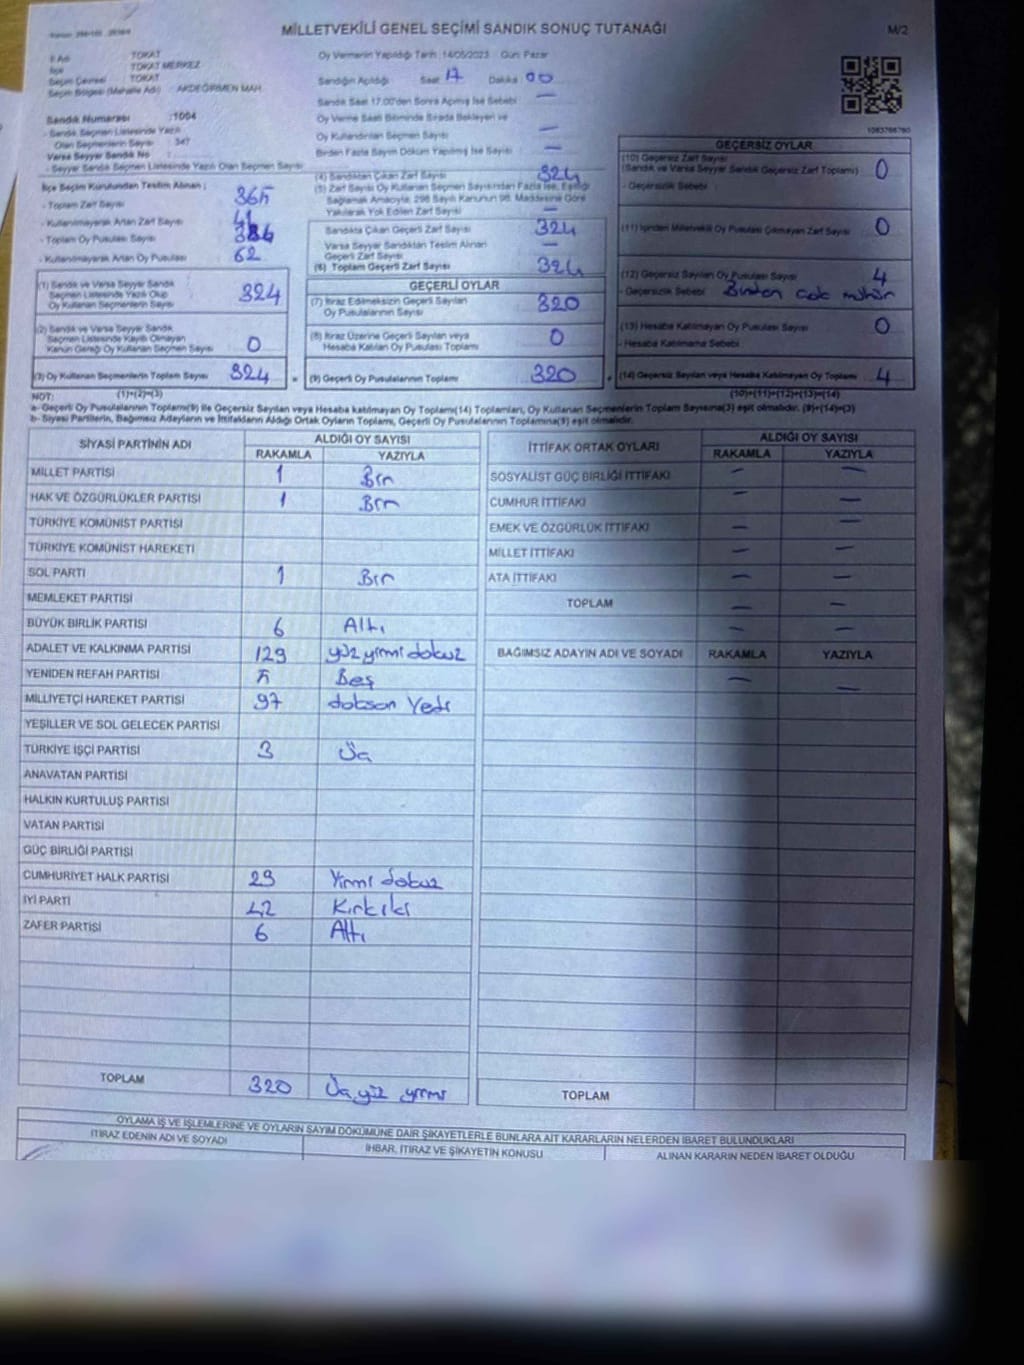 MİLLETVEKİLİ GENEL SEÇİMİ SANDIK SONUÇ TUTANAĞI
M/2
İl Adı : TOKAT
İlçe : TOKAT MERKEZ
Seçim Çevresi : TOKAT
Seçim Bölgesi (Mahalle Adı) : AKDEĞİRMEN MAH.
Sandık Numarası :1004
- Sandık Seçmen Listesinde Yazılı
Olan Seçmenlerin Sayısı : 347
Varsa Seyyar Sandık No :
- Seyyar Sandık Seçmen Listesinde Yazılı Olan Seçmen Sayısı
Oy Vermenin Yapıldığı Tarih :14/05/2023 Gün: Pazar
Sandığın Açıldığı Saat 17 Dakika 00
Sandık Saat 17:00'den Sonra Açılmış İse Sebebi —
Oy Verme Saati Bitiminde Sırada Bekleyen ve
Oy Kullandırılan Seçmen Sayısı —
Birden Fazla Sayım Döküm Yapılmış İse Sayısı —
İlçe Seçim Kurulundan Teslim Alınan ;
- Toplam Zarf Sayısı 365
- Kullanılmayarak Artan Zarf Sayısı 41
- Toplam Oy Pusulası Sayısı
- Kullanılmayarak Artan Oy Pusulası 62
(1) Sandık ve Varsa Seyyar Sandık
Seçmen Listesinde Yazılı Olup
Oy Kullanan Seçmenlerin Sayısı 324
(2) Sandık ve Varsa Seyyar Sandık
Seçmen Listesinde Kayıtlı Olmayan
Kanun Gereği Oy Kullanan Seçmen Sayısı 0
(3) Oy Kullanan Seçmenlerin Toplam Sayısı 324
(4) Sandıktan Çıkan Zarf Sayısı 324
(5) Zarf Sayısı Oy Kullanan Seçmen Sayısından Fazla İse, Eşitliği
Sağlamak Amacıyla, 298 Sayılı Kanunun 98. Maddesine Göre
Yakılarak Yok Edilen Zarf Sayısı —
Sandıkta Çıkan Geçerli Zarf Sayısı 324
Varsa Seyyar Sandıktan Teslim Alınan
Geçerli Zarf Sayısı —
(6) Toplam Geçerli Zarf Sayısı 324
GEÇERLİ OYLAR
(7) İtiraz Edilmeksizin Geçerli Sayılan
Oy Pusulalarının Sayısı 320
(8) İtiraz Üzerine Geçerli Sayılan veya
Hesaba Katılan Oy Pusulası Toplamı 0
(9) Geçerli Oy Pusulalarının Toplamı 320
1083766760
GEÇERSİZ OYLAR
(10) Geçersiz Zarf Sayısı
(Sandık ve Varsa Seyyar Sandık Geçersiz Zarf Toplamı) 0
- Geçersizlik Sebebi :
(11) İçinden Milletvekili Oy Pusulası Çıkmayan Zarf Sayısı 0
(12) Geçersiz Sayılan Oy Pusulası Sayısı 4
- Geçersizlik Sebebi Birden çok mühür
(13) Hesaba Katılmayan Oy Pusulası Sayısı 0
- Hesaba Katılmama Sebebi
(14) Geçersiz Sayılan veya Hesaba Katılmayan Oy Toplamı 4
NOT: (1)+(2)=(3) (10)+(11)+(12)+(13)=(14)
a- Geçerli Oy Pusulalarının Toplamı(9) ile Geçersiz Sayılan veya Hesaba katılmayan Oy Toplamı(14) Toplamları, Oy Kullanan Seçmenlerin Toplam Sayısına(3) eşit olmalıdır. (9)+(14)=(3)
b- Siyasi Partilerin, Bağımsız Adayların ve İttifakların Aldığı Ortak Oyların Toplamı, Geçerli Oy Pusulalarının Toplamına(9) eşit olmalıdır.
SİYASİ PARTİNİN ADI ALDIĞI OY SAYISI
RAKAMLA YAZIYLA
MİLLET PARTİSİ 1 Bir
HAK VE ÖZGÜRLÜKLER PARTİSİ 1 Bir
TÜRKİYE KOMÜNİST PARTİSİ
TÜRKİYE KOMÜNİST HAREKETİ
SOL PARTİ 1 Bir
MEMLEKET PARTİSİ
BÜYÜK BİRLİK PARTİSİ 6 Altı
ADALET VE KALKINMA PARTİSİ 129 yüz yirmi dokuz
YENİDEN REFAH PARTİSİ 5 Beş
MİLLİYETÇİ HAREKET PARTİSİ 97 doksan Yedi
YEŞİLLER VE SOL GELECEK PARTİSİ
TÜRKİYE İŞÇİ PARTİSİ 3 Üç
ANAVATAN PARTİSİ
HALKIN KURTULUŞ PARTİSİ
VATAN PARTİSİ
GÜÇ BİRLİĞİ PARTİSİ
CUMHURİYET HALK PARTİSİ 29 Yirmi dokuz
İYİ PARTİ 42 Kırkiki
ZAFER PARTİSİ 6 Altı
TOPLAM 320 Üçyüz yirmi
İTTİFAK ORTAK OYLARI ALDIĞI OY SAYISI
RAKAMLA YAZIYLA
SOSYALİST GÜÇ BİRLİĞİ İTTİFAKI — —
CUMHUR İTTİFAKI — —
EMEK VE ÖZGÜRLÜK İTTİFAKI — —
MİLLET İTTİFAKI — —
ATA İTTİFAKI — —
TOPLAM — —
— —
BAĞIMSIZ ADAYIN ADI VE SOYADI RAKAMLA YAZIYLA
— —
TOPLAM
OYLAMA İŞ VE İŞLEMLERİNE VE OYLARIN SAYIM DÖKÜMÜNE DAİR ŞİKAYETLERLE BUNLARA AİT KARARLARIN NELERDEN İBARET BULUNDUKLARI
İTİRAZ EDENİN ADI VE SOYADI İHBAR, İTİRAZ VE ŞİKAYETİN KONUSU ALINAN KARARIN NEDEN İBARET OLDUĞU